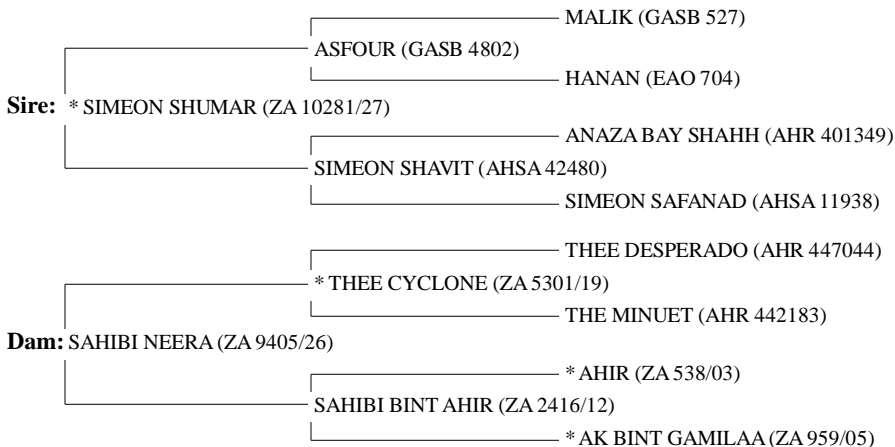 MALIK (GASB 527)
ASFOUR (GASB 4802)
HANAN (EAO 704)
Sire: * SIMEON SHUMAR (ZA 10281/27)
ANAZA BAY SHAHH (AHR 401349)
SIMEON SHAVIT (AHSA 42480)
SIMEON SAFANAD (AHSA 11938)
THEE DESPERADO (AHR 447044)
* THEE CYCLONE (ZA 5301/19)
THE MINUET (AHR 442183)
Dam: SAHIBI NEERA (ZA 9405/26)
* AHIR (ZA 538/03)
SAHIBI BINT AHIR (ZA 2416/12)
* AK BINT GAMILAA (ZA 959/05)